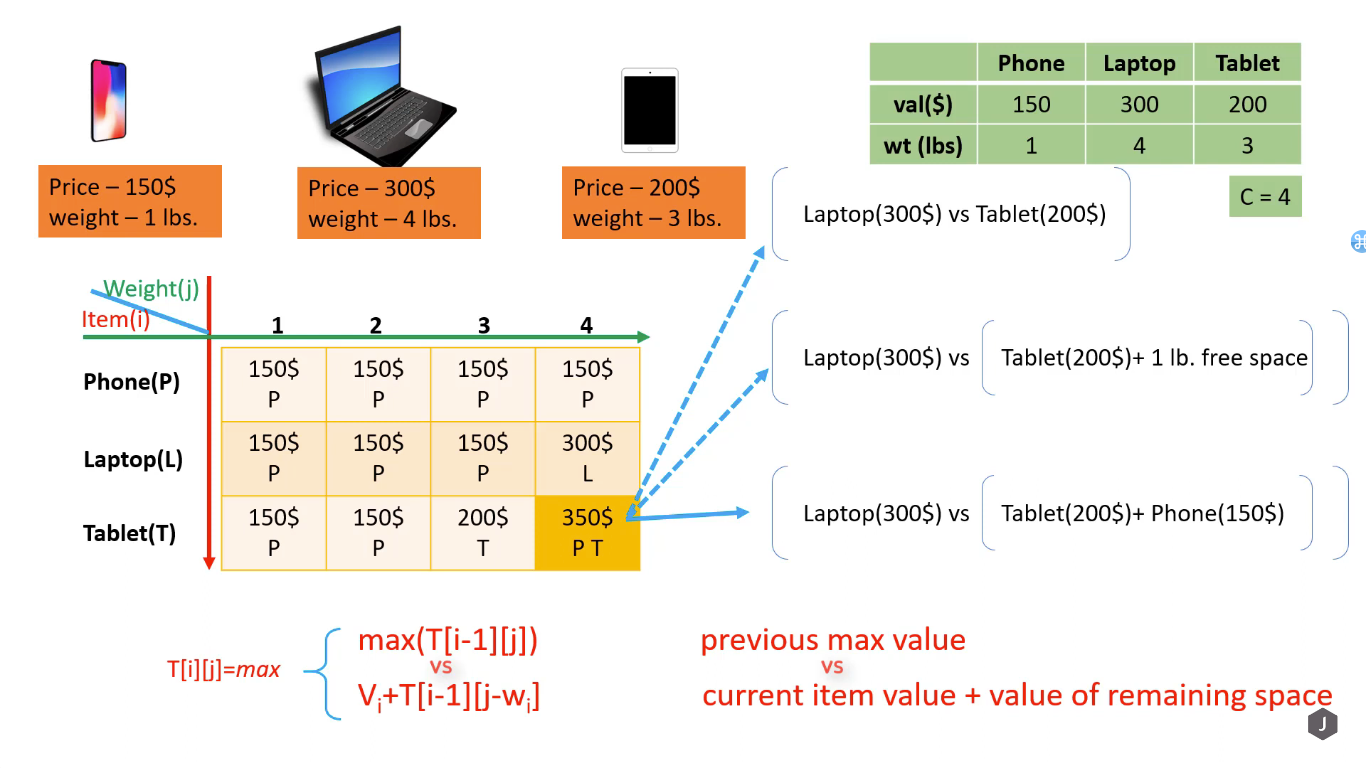 Phone Laptop Tablet
val($) 150 300 200
wt (lbs) 1 4 3
C = 4
Price – 150$
weight – 1 lbs.
Price – 300$
weight – 4 lbs.
Price – 200$
weight – 3 lbs.
Laptop(300$) vs Tablet(200$)
Laptop(300$) vs Tablet(200$)+ 1 lb. free space
Laptop(300$) vs Tablet(200$)+ Phone(150$)
Weight(j)
Item(i)
1 2 3 4
Phone(P)
150$ 150$ 150$ 150$
P P P P
Laptop(L)
150$ 150$ 150$ 300$
P P P L
Tablet(T)
150$ 150$ 200$ 350$
P P T P T
T[i][j]=max
max(T[i-1][j])
vs
Vi+T[i-1][j-wi]
previous max value
vs
current item value + value of remaining space
J
⌘